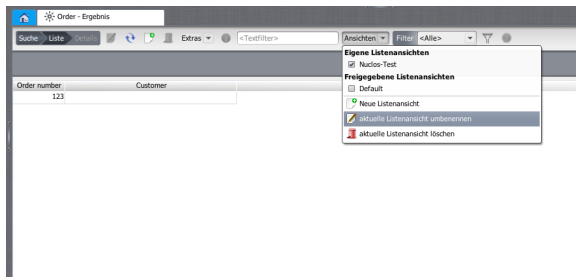 Order - Ergebnis
Suche Liste Details Extras <Textfilter> Ansichten Filter <Alle>
Eigene Listenansichten
Nuclos-Test
Freigegebene Listenansichten
Default
Neue Listenansicht
aktuelle Listenansicht umbenennen
aktuelle Listenansicht löschen
Order number Customer
123